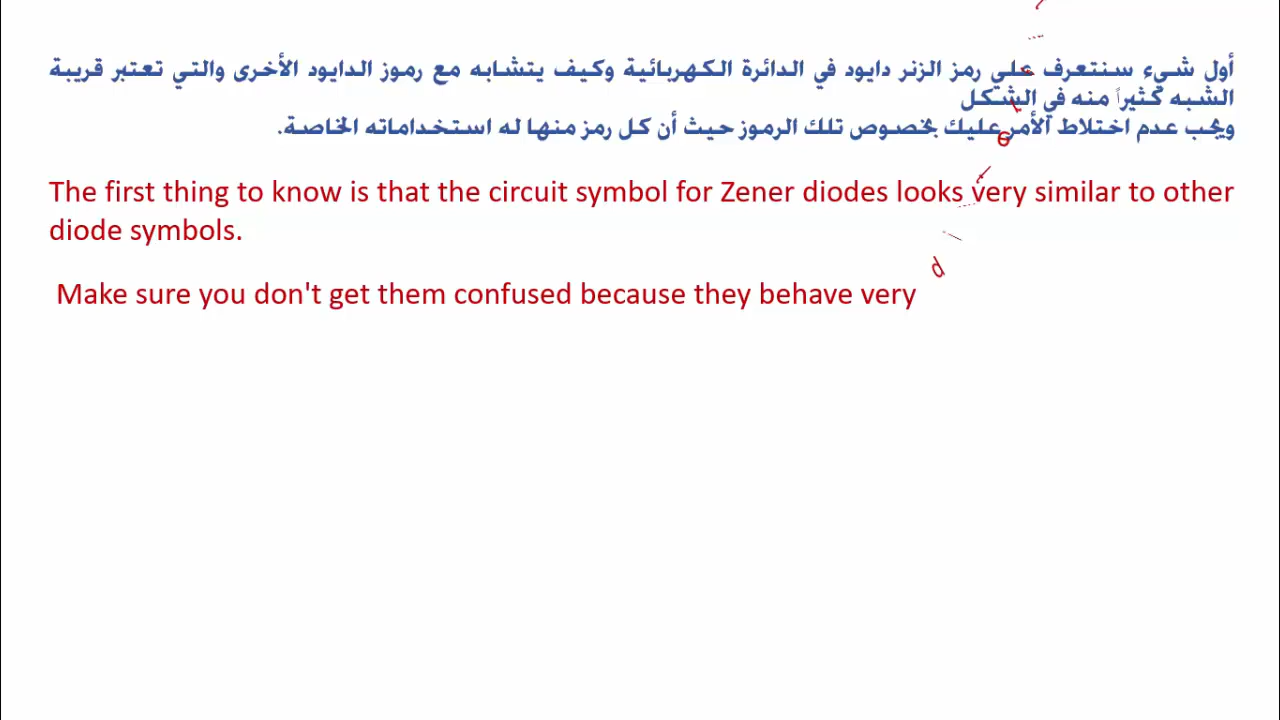 أول شيء سنتعرف علي رمز الزنر دايود في الدائرة الكهربائية وكيف يتشابه مع رموز الدايود الأخرى والتي تعتبر قريبة
الشبه كثيراً منه في الشكل
ويجب عدم اختلاط الأمر عليك بخصوص تلك الرموز حيث أن كل رمز منها له استخداماته الخاصة.
The first thing to know is that the circuit symbol for Zener diodes looks very similar to other
diode symbols.
Make sure you don't get them confused because they behave very